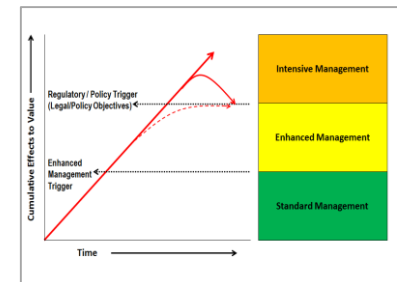 Cumulative Effects to Value
Regulatory / Policy Trigger
(Legal/Policy Objectives)
Enhanced
Management
Trigger
Time
Intensive Management
Enhanced Management
Standard Management